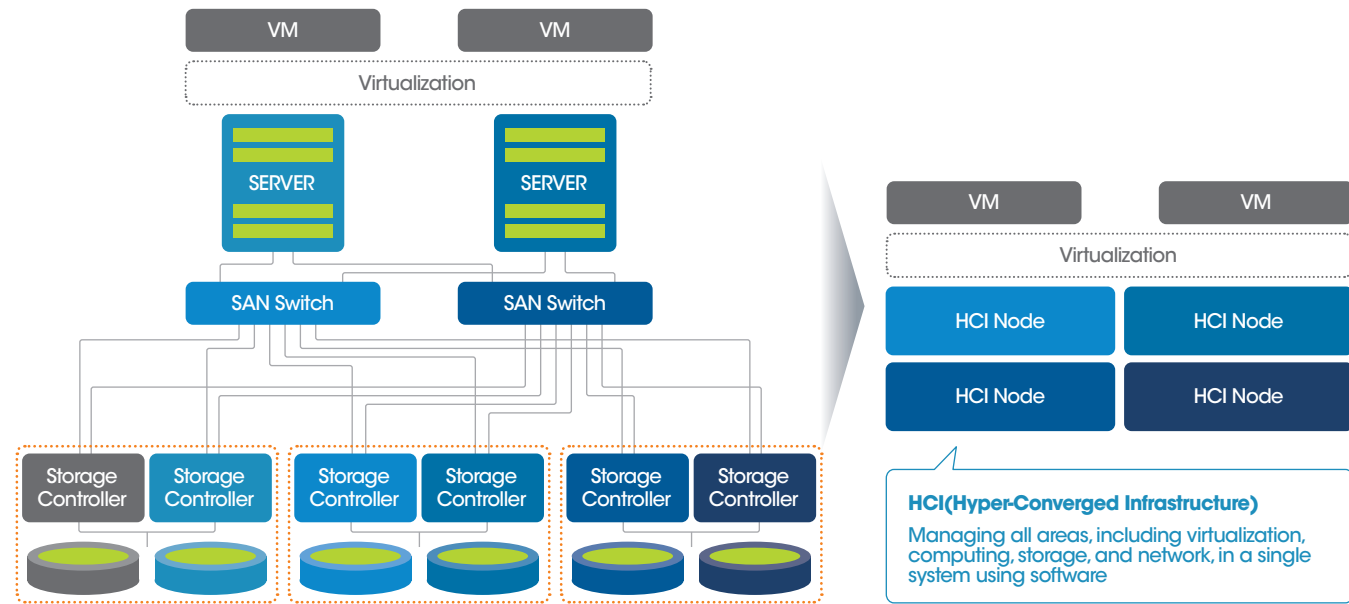 VM
VM
Virtualization
SERVER
SERVER
SAN Switch
SAN Switch
Storage
Controller
Storage
Controller
Storage
Controller
Storage
Controller
Storage
Controller
Storage
Controller
VM
VM
Virtualization
HCI Node
HCI Node
HCI Node
HCI Node
HCI(Hyper-Converged Infrastructure)
Managing all areas, including virtualization,
computing, storage, and network, in a single
system using software